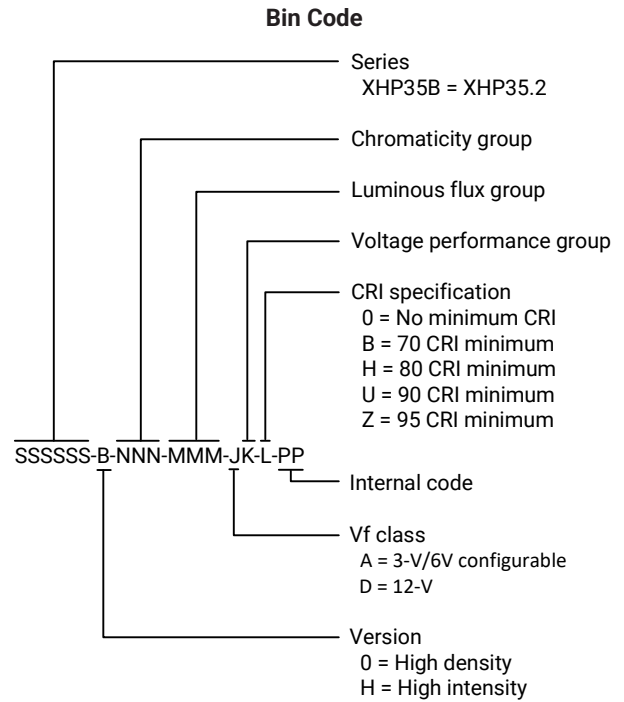 Bin Code
Series
XHP35B = XHP35.2
Chromaticity group
Luminous flux group
Voltage performance group
CRI specification
0 = No minimum CRI
B = 70 CRI minimum
H = 80 CRI minimum
U = 90 CRI minimum
Z = 95 CRI minimum
SSSSSS-B-NNN-MMM-JK-L-PP
Internal code
Vf class
A = 3-V/6V configurable
D = 12-V
Version
0 = High density
H = High intensity